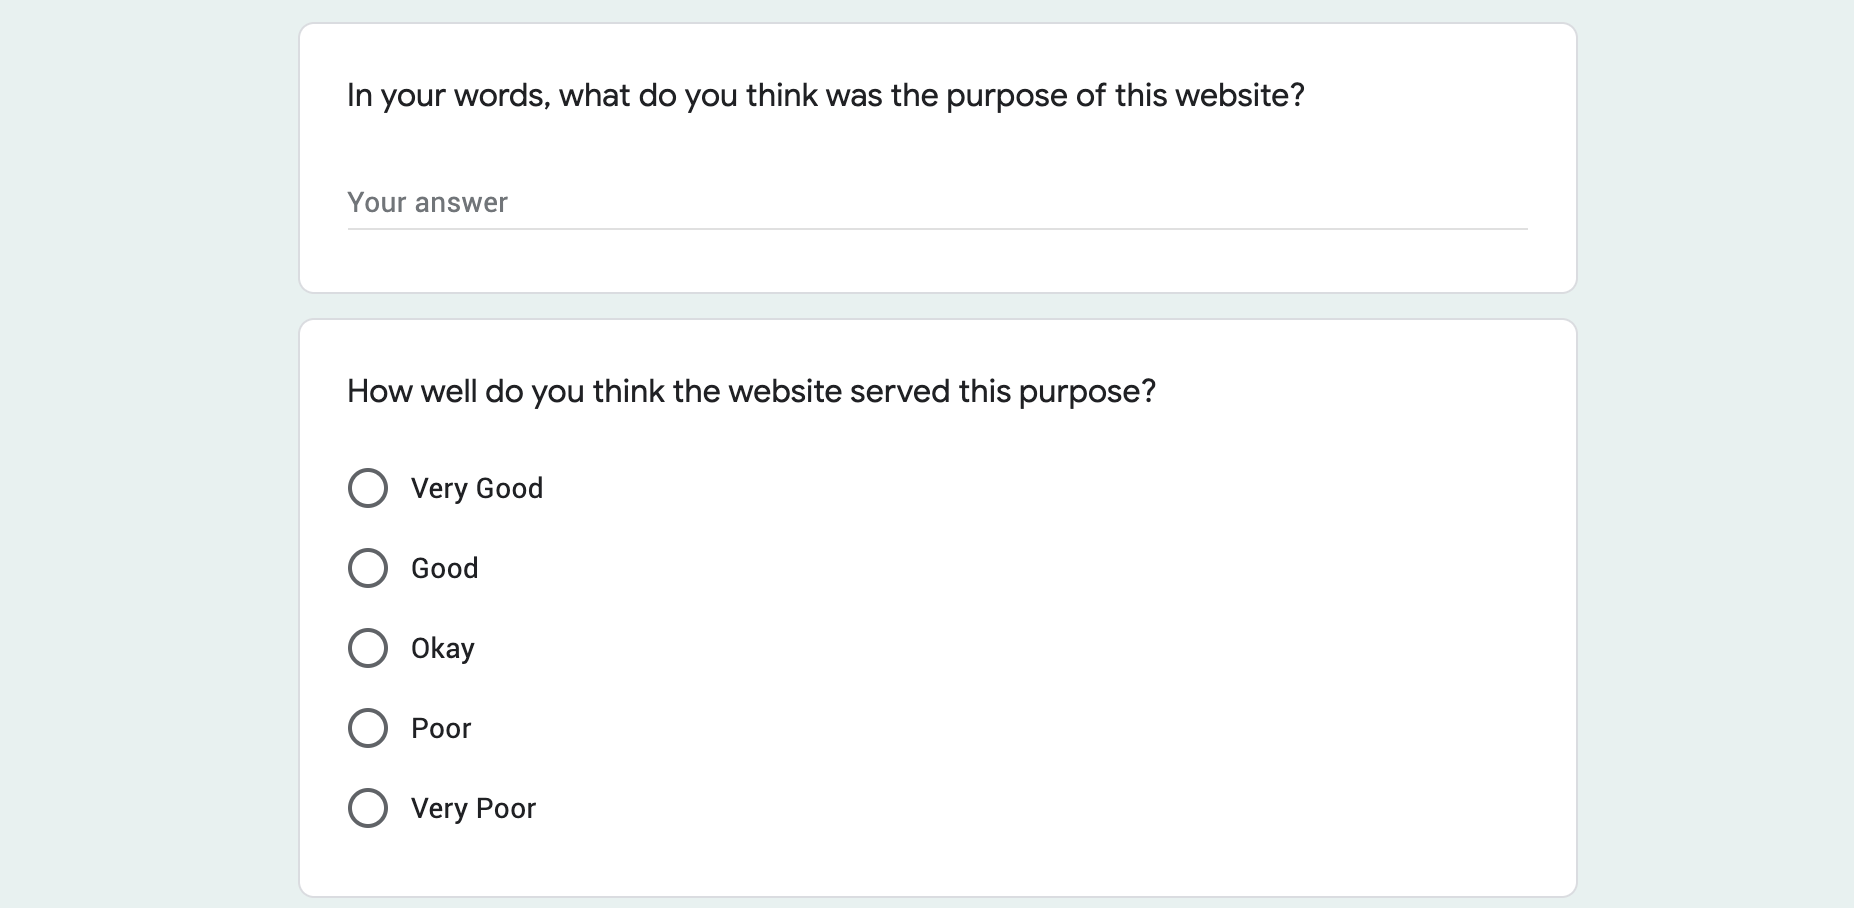 In your words, what do you think was the purpose of this website?
Your answer
How well do you think the website served this purpose?
Very Good
Good
Okay
Poor
Very Poor